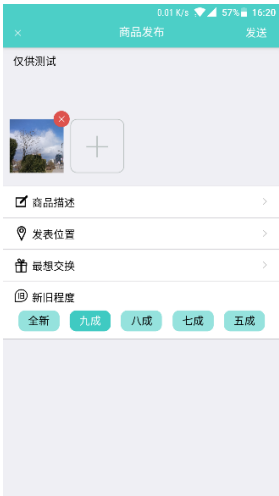 0.01 K/s 57% 16:20
× 商品发布 发送
仅供测试
商品描述
发表位置
最想交换
新旧程度
全新 九成 八成 七成 五成